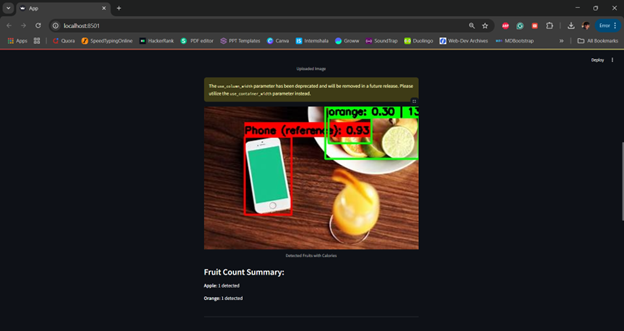 App
localhost:8501
Error
Apps
Quora
SpeedTypingOnline
HackerRank
PDF editor
PPT Templates
Canva
Internshala
Groww
SoundTrap
Duolingo
Web-Dev Archives
MDBootstrap
All Bookmarks
Deploy
Uploaded Image
The use_column_width parameter has been deprecated and will be removed in a future release. Please
utilize the use_container_width parameter instead.
orange: 0.30 | 13
Phone (reference): 0.93
Detected Fruits with Calories
Fruit Count Summary:
Apple: 1 detected
Orange: 1 detected